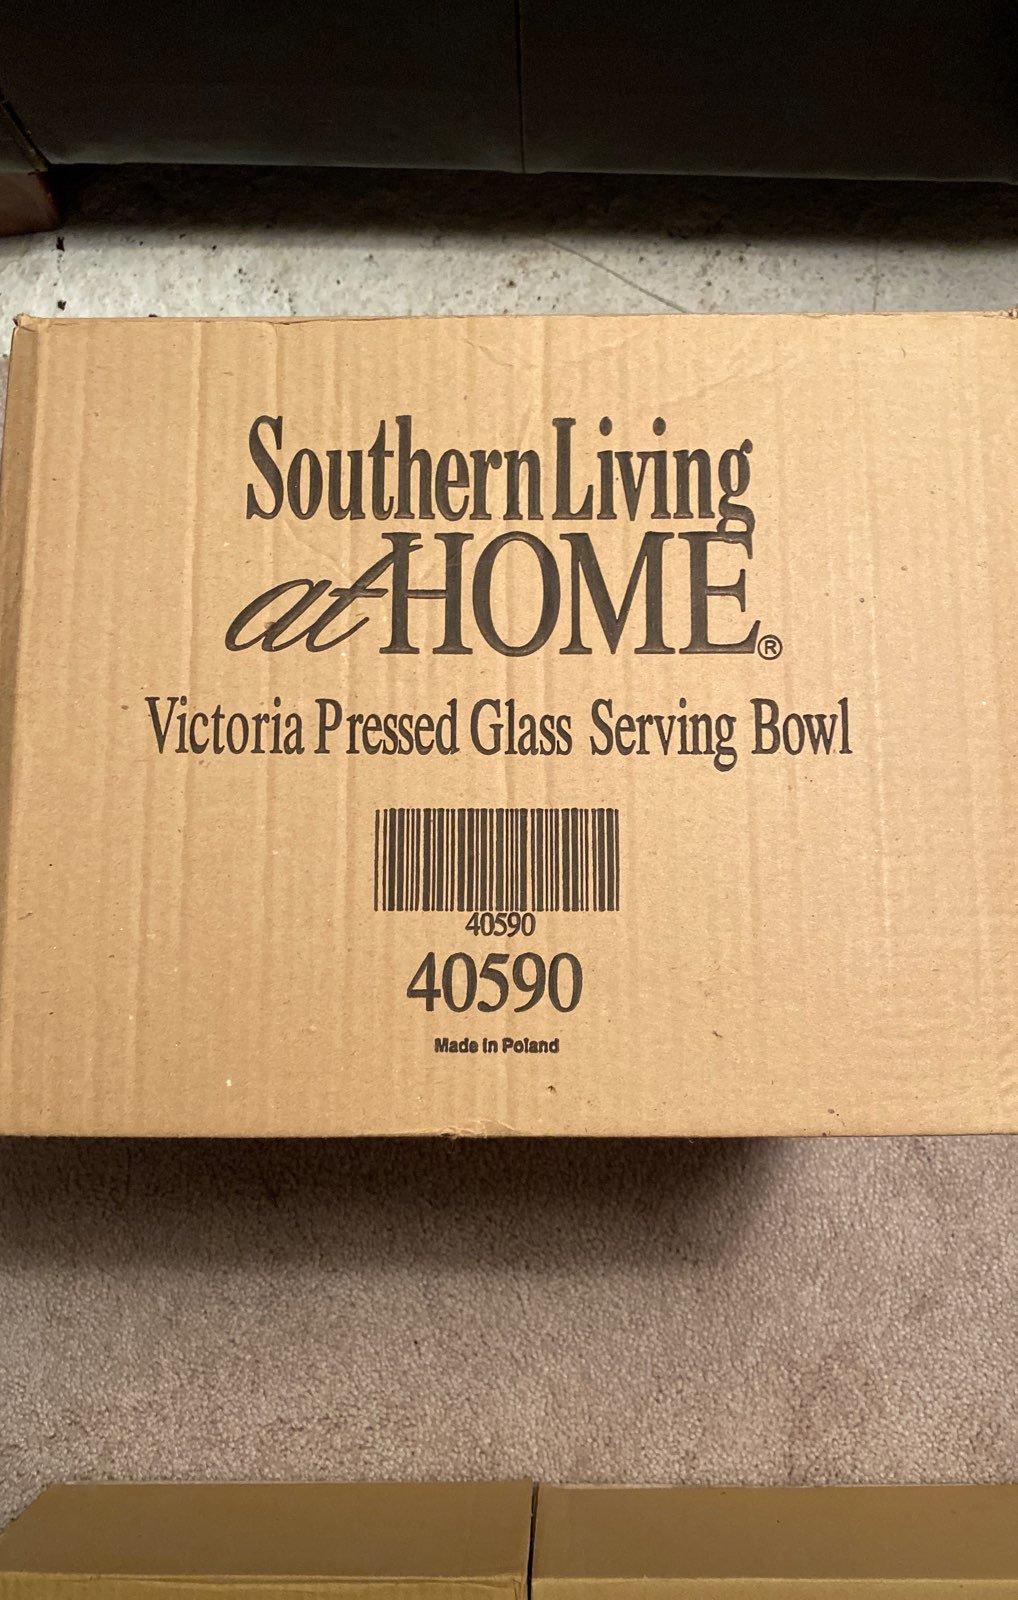 Southern Living
at HOME®
Victoria Pressed Glass Serving Bowl
40590
40590
Made in Poland